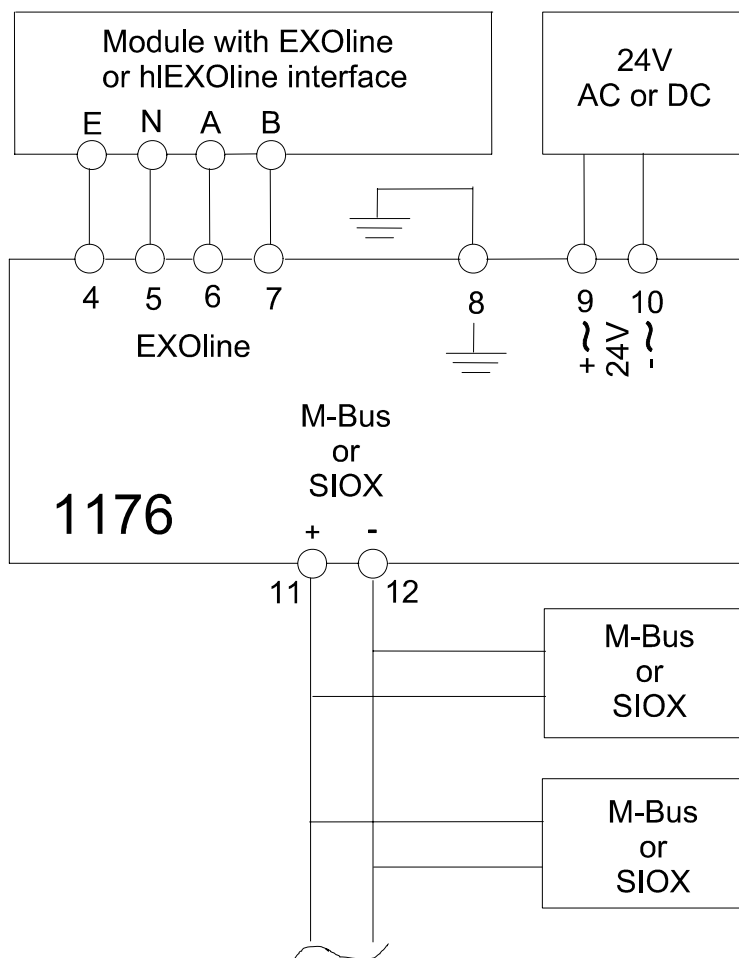 Module with EXOline
or hlEXOline interface
E N A B
24V
AC or DC
4 5 6 7
EXOline
8
9 10
+ ~ 24V - ~
M-Bus
or
SIOX
1176
+ -
11 12
M-Bus
or
SIOX
M-Bus
or
SIOX